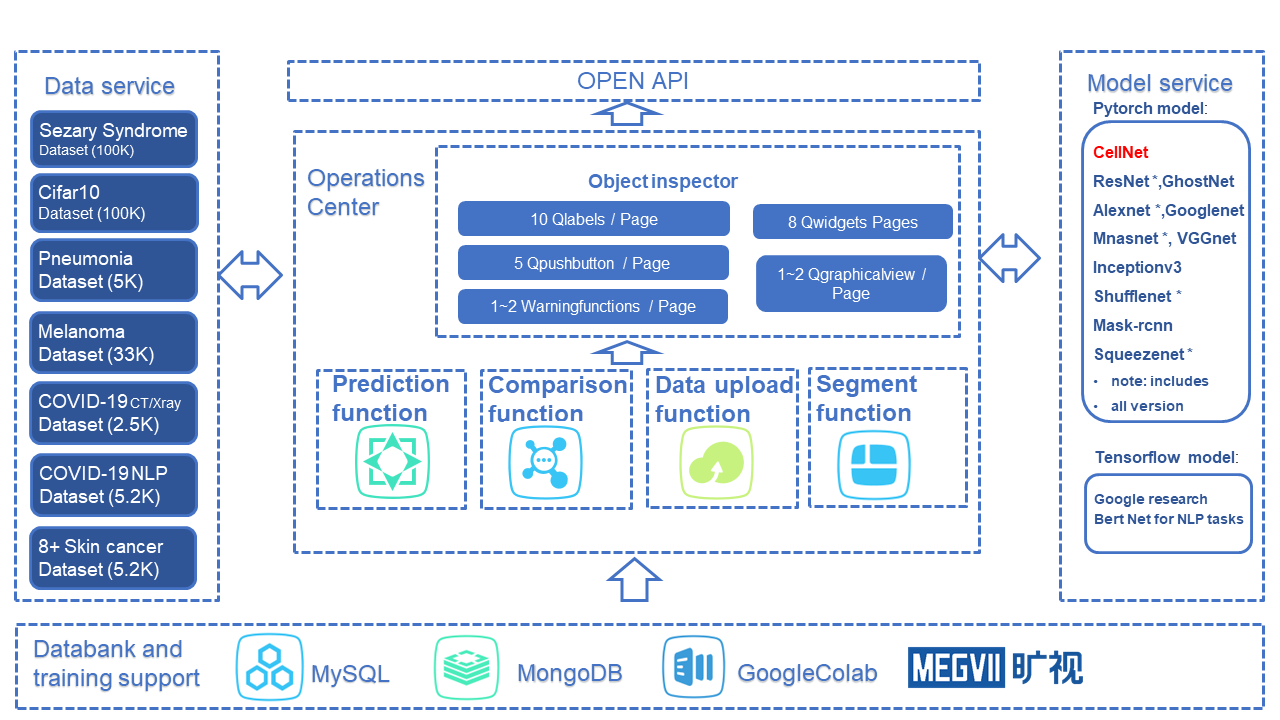 Data service
Sezary Syndrome
Dataset (100K)
Cifar10
Dataset (100K)
Pneumonia
Dataset (5K)
Melanoma
Dataset (33K)
COVID-19 CT/Xray
Dataset (2.5K)
COVID-19 NLP
Dataset (5.2K)
8+ Skin cancer
Dataset (5.2K)
OPEN API
Operations
Center
Object inspector
10 Qlabels / Page
5 Qpushbutton / Page
1~2 Warningfunctions / Page
8 Qwidgets Pages
1~2 Qgraphicalview /
Page
Prediction
function
Comparison
function
Data upload
function
Segment
function
Model service
Pytorch model:
CellNet
ResNet *,GhostNet
Alexnet *,Googlenet
Mnasnet *, VGGnet
Inceptionv3
Shufflenet *
Mask-rcnn
Squeezenet *
• note: includes
• all version
Tensorflow model:
Google research
Bert Net for NLP tasks
Databank and
training support
MySQL
MongoDB
GoogleColab
MEGVII 旷视